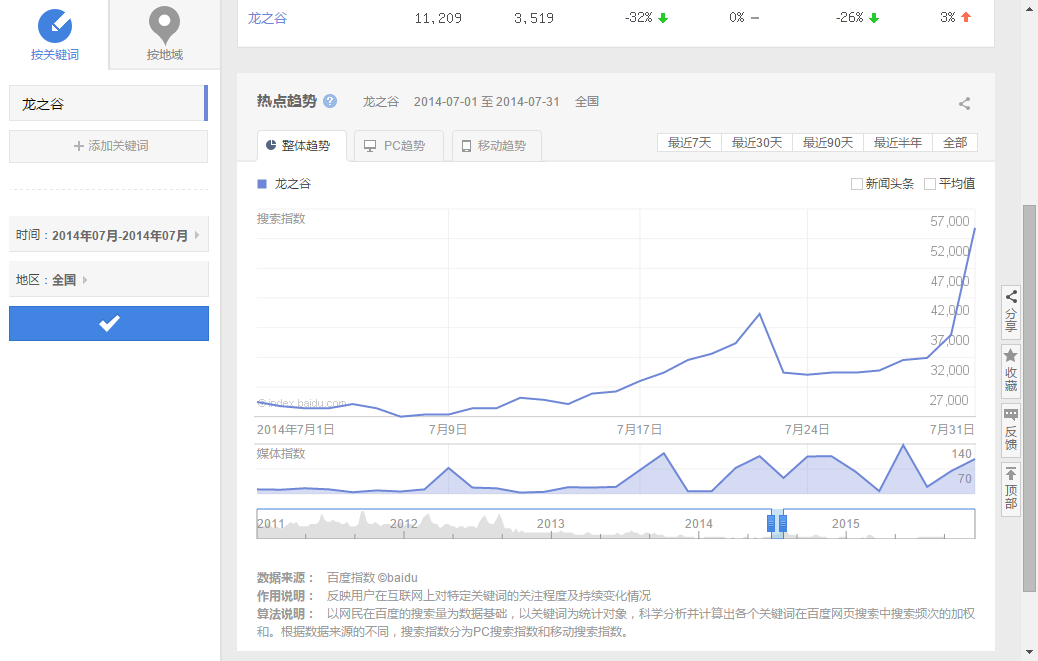 按关键词
按地域
龙之谷
添加关键词
时间：2014年07月-2014年07月
地区：全国
龙之谷 11,209 3,519 -32% 0% -26% 3%
热点趋势 ? 龙之谷 2014-07-01 至 2014-07-31 全国
整体趋势 PC趋势 移动趋势 最近7天 最近30天 最近90天 最近半年 全部
龙之谷 新闻头条 平均值
搜索指数
57,000
52,000
47,000
42,000
37,000
32,000
27,000
©index.baidu.com
2014年7月1日 7月9日 7月17日 7月24日 7月31日
媒体指数
140
70
2011 2012 2013 2014 2015
数据来源： 百度指数 ©baidu
作用说明： 反映用户在互联网上对特定关键词的关注程度及持续变化情况
算法说明： 以网民在百度的搜索量为数据基础，以关键词为统计对象，科学分析并计算出各个关键词在百度网页搜索中搜索频次的加权
和。根据数据来源的不同，搜索指数分为PC搜索指数和移动搜索指数。
分享
收藏
反馈
顶部